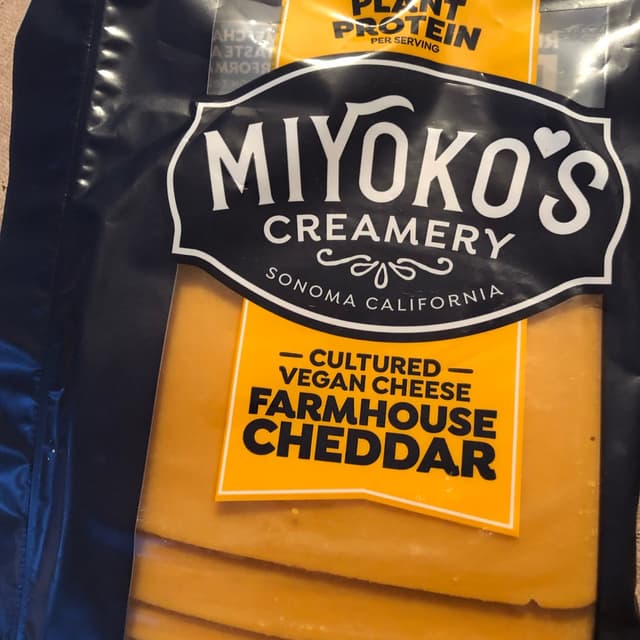 PLANT
PROTEIN
PER SERVING
MIYOKO'S
CREAMERY
SONOMA CALIFORNIA
— CULTURED —
VEGAN CHEESE
FARMHOUSE
CHEDDAR